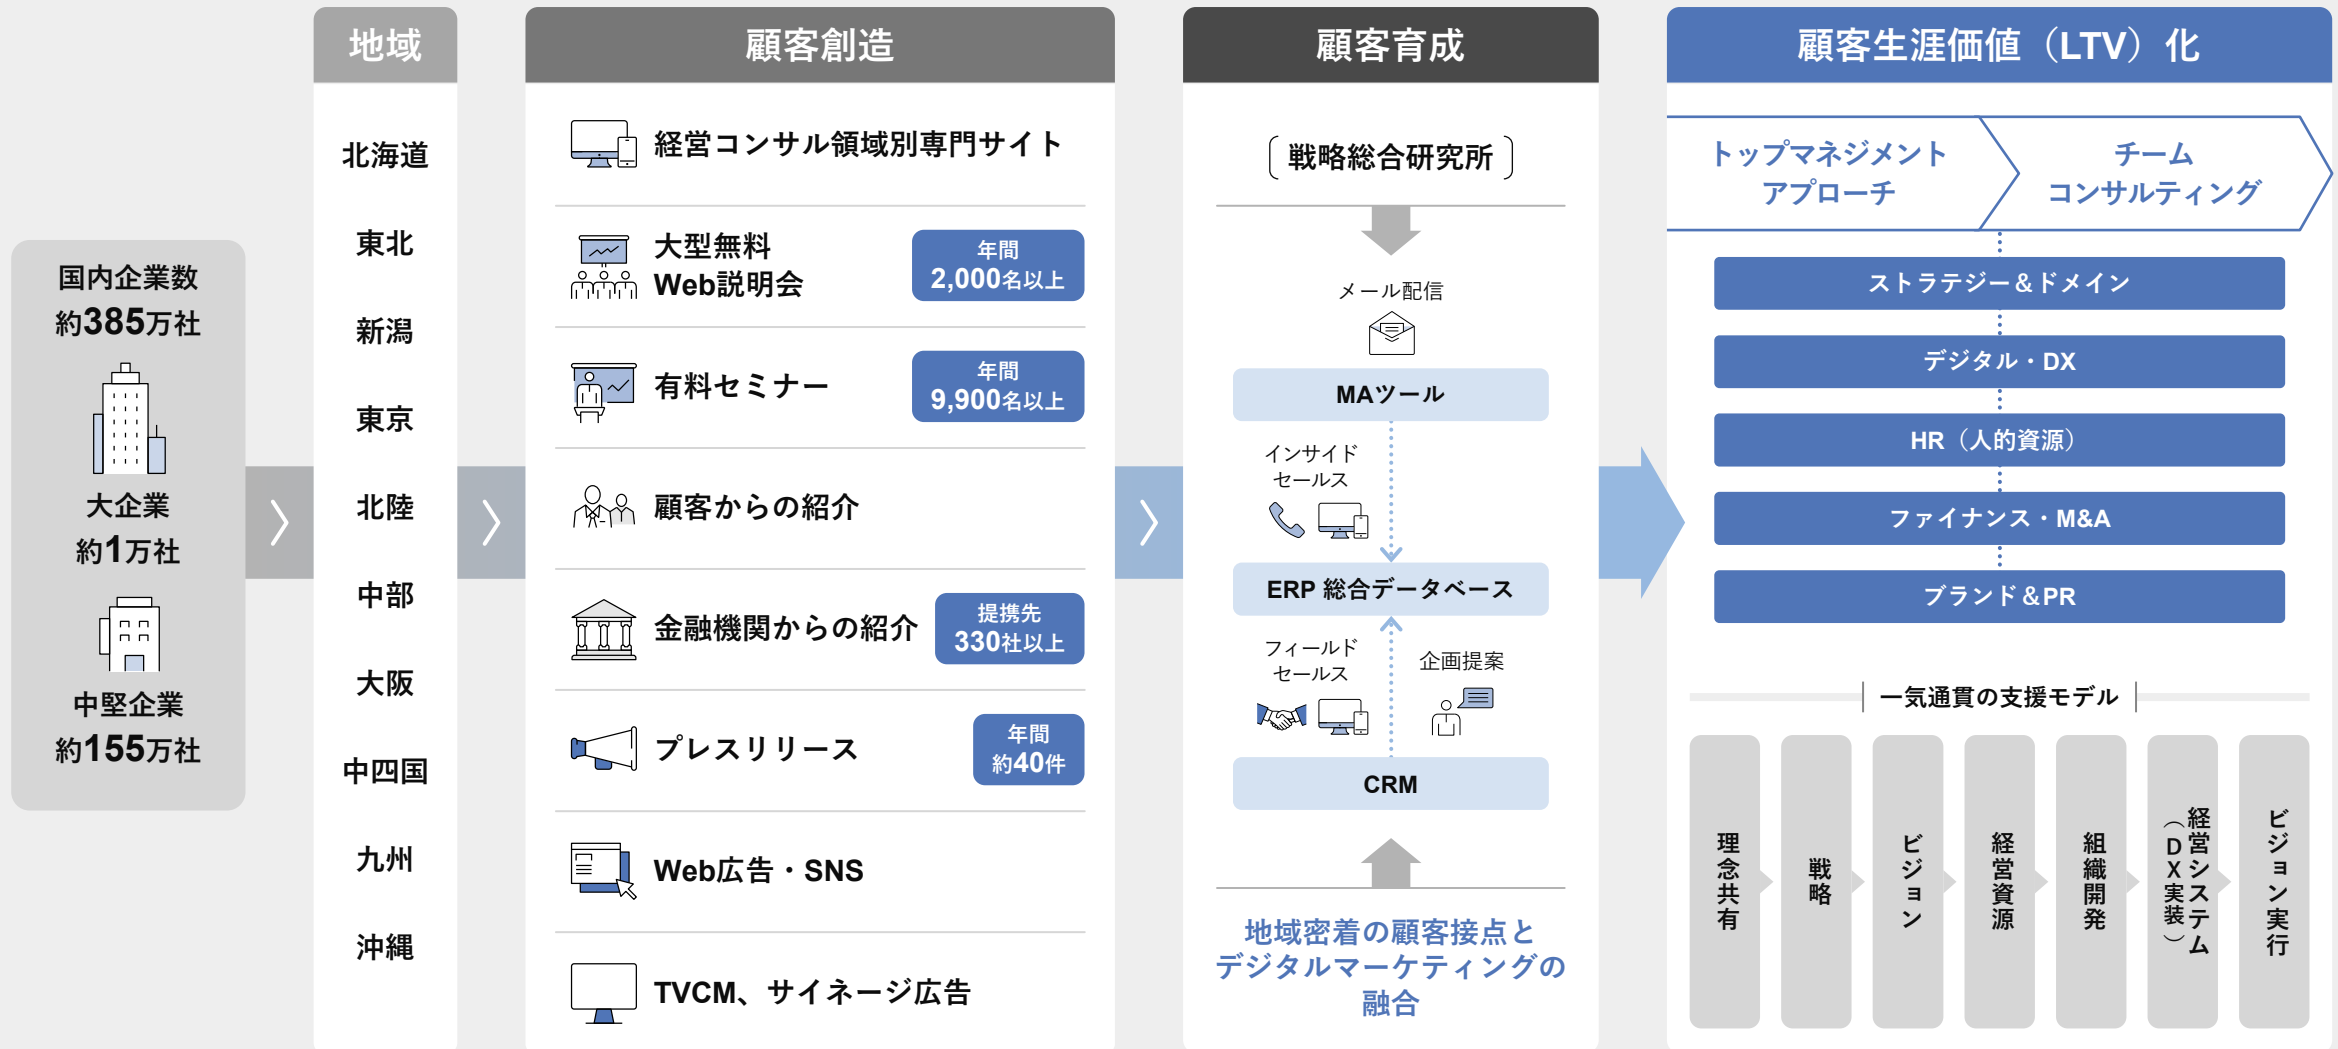 国内企業数
約385万社
大企業
約1万社
中堅企業
約155万社
地域
北海道
東北
新潟
東京
北陸
中部
大阪
中四国
九州
沖縄
顧客創造
経営コンサル領域別専門サイト
大型無料
Web説明会
年間
2,000名以上
有料セミナー
年間
9,900名以上
顧客からの紹介
金融機関からの紹介
提携先
330社以上
プレスリリース
年間
約40件
Web広告・SNS
TVCM、サイネージ広告
顧客育成
〔戦略総合研究所〕
メール配信
MAツール
インサイド
セールス
ERP 総合データベース
フィールド
セールス
企画提案
CRM
地域密着の顧客接点と
デジタルマーケティングの
融合
顧客生涯価値（LTV）化
トップマネジメント
アプローチ
チーム
コンサルティング
ストラテジー＆ドメイン
デジタル・DX
HR（人的資源）
ファイナンス・M&A
ブランド＆PR
一気通貫の支援モデル
理念共有
戦略
ビジョン
経営資源
組織開発
経営システム
（DX実装）
ビジョン実行